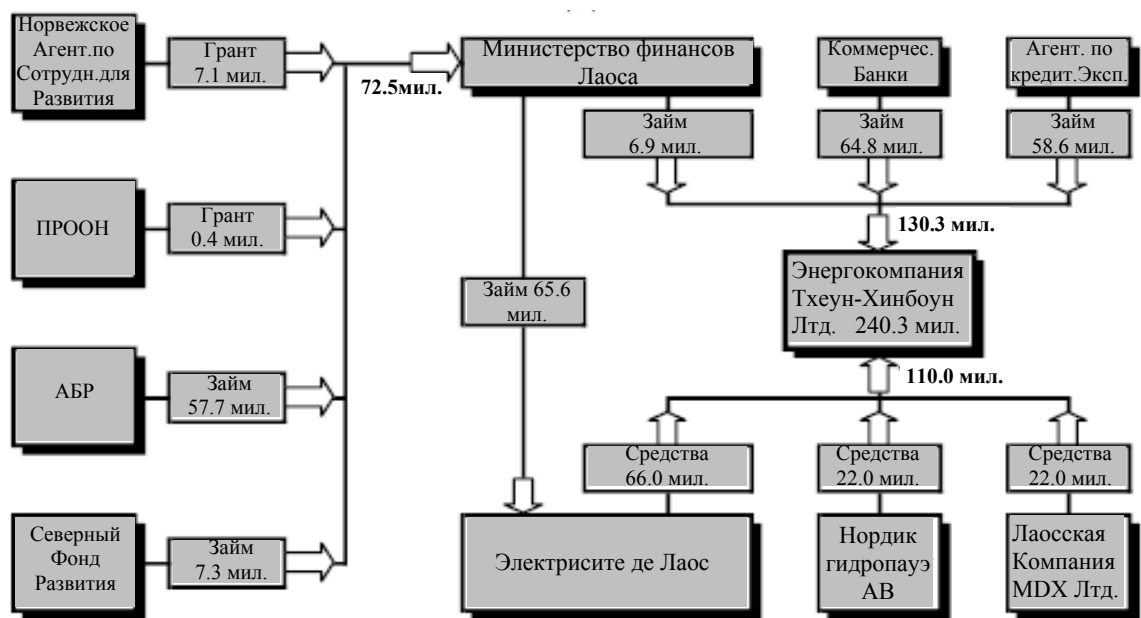 Норвежское
Агент.по
Сотрудн.для
Развития
Грант
7.1 мил.
72.5мил.
Министерство финансов
Лаоса
Коммерчес.
Банки
Агент. по
кредит.Эксп.
Займ
6.9 мил.
Займ
64.8 мил.
Займ
58.6 мил.
ПРООН
Грант
0.4 мил.
130.3 мил.
Займ 65.6
мил.
Энергокомпания
Тхеун-Хинбоун
Лтд. 240.3 мил.
АБР
Займ
57.7 мил.
110.0 мил.
Средства
66.0 мил.
Средства
22.0 мил.
Средства
22.0 мил.
Северный
Фонд
Развития
Займ
7.3 мил.
Электрисите де Лаос
Нордик
гидропауэ
АВ
Лаосская
Компания
MDX Лтд.